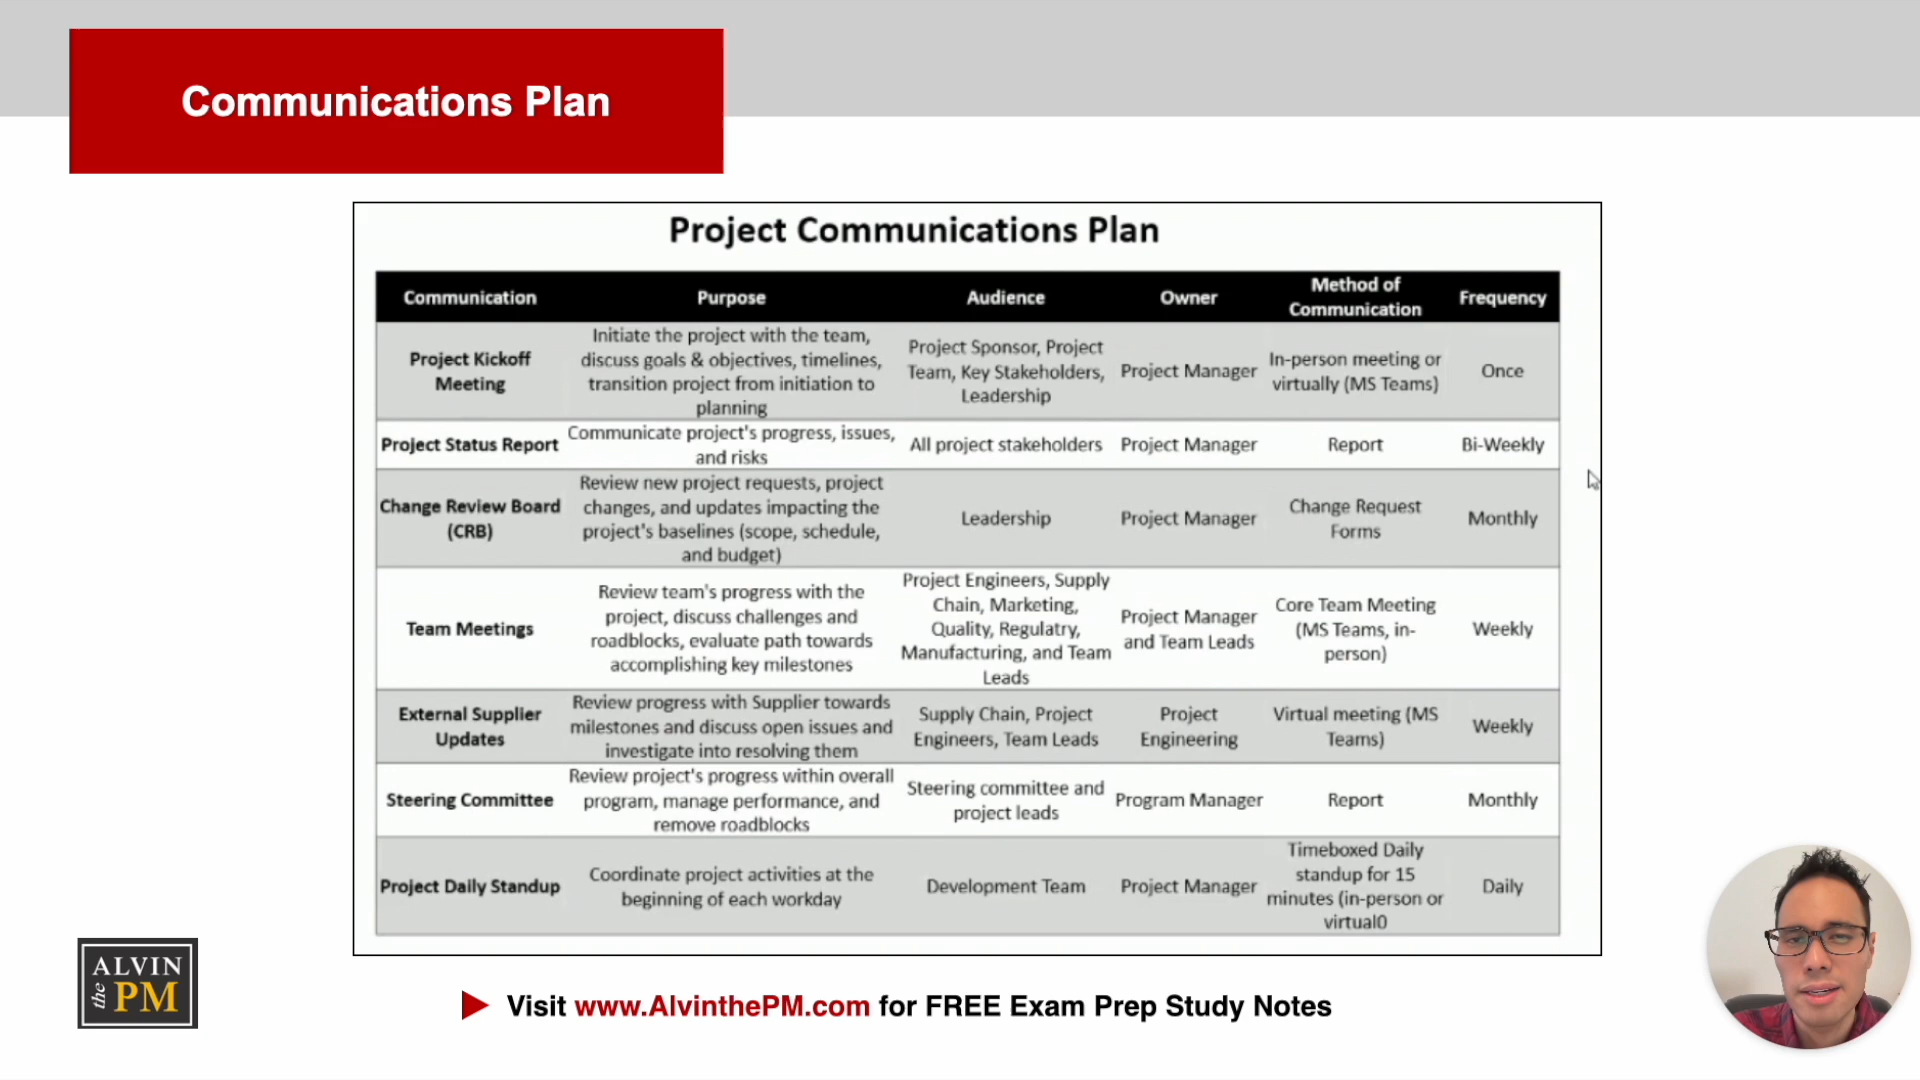 Communications Plan
Project Communications Plan
Communication Purpose Audience Owner Method of Communication Frequency
Project Kickoff
Meeting
Initiate the project with the team,
discuss goals & objectives, timelines,
transition project from initiation to
planning
Project Sponsor, Project
Team, Key Stakeholders,
Leadership
Project Manager
In-person meeting or
virtually (MS Teams)
Once
Project Status Report
Communicate project's progress, issues,
and risks
All project stakeholders
Project Manager
Report
Bi-Weekly
Change Review Board
(CRB)
Review new project requests, project
changes, and updates impacting the
project's baselines (scope, schedule,
and budget)
Leadership
Project Manager
Change Request
Forms
Monthly
Team Meetings
Review team's progress with the
project, discuss challenges and
roadblocks, evaluate path towards
accomplishing key milestones
Project Engineers, Supply
Chain, Marketing,
Quality, Regulatry,
Manufacturing, and Team
Leads
Project Manager
and Team Leads
Core Team Meeting
(MS Teams, in-
person)
Weekly
External Supplier
Updates
Review progress with Supplier towards
milestones and discuss open issues and
investigate into resolving them
Supply Chain, Project
Engineers, Team Leads
Project
Engineering
Virtual meeting (MS
Teams)
Weekly
Steering Committee
Review project's progress within overall
program, manage performance, and
remove roadblocks
Steering committee and
project leads
Program Manager
Report
Monthly
Project Daily Standup
Coordinate project activities at the
beginning of each workday
Development Team
Project Manager
Timeboxed Daily
standup for 15
minutes (in-person or
virtual0
Daily
ALVIN
the PM
Visit www.AlvinthePM.com for FREE Exam Prep Study Notes